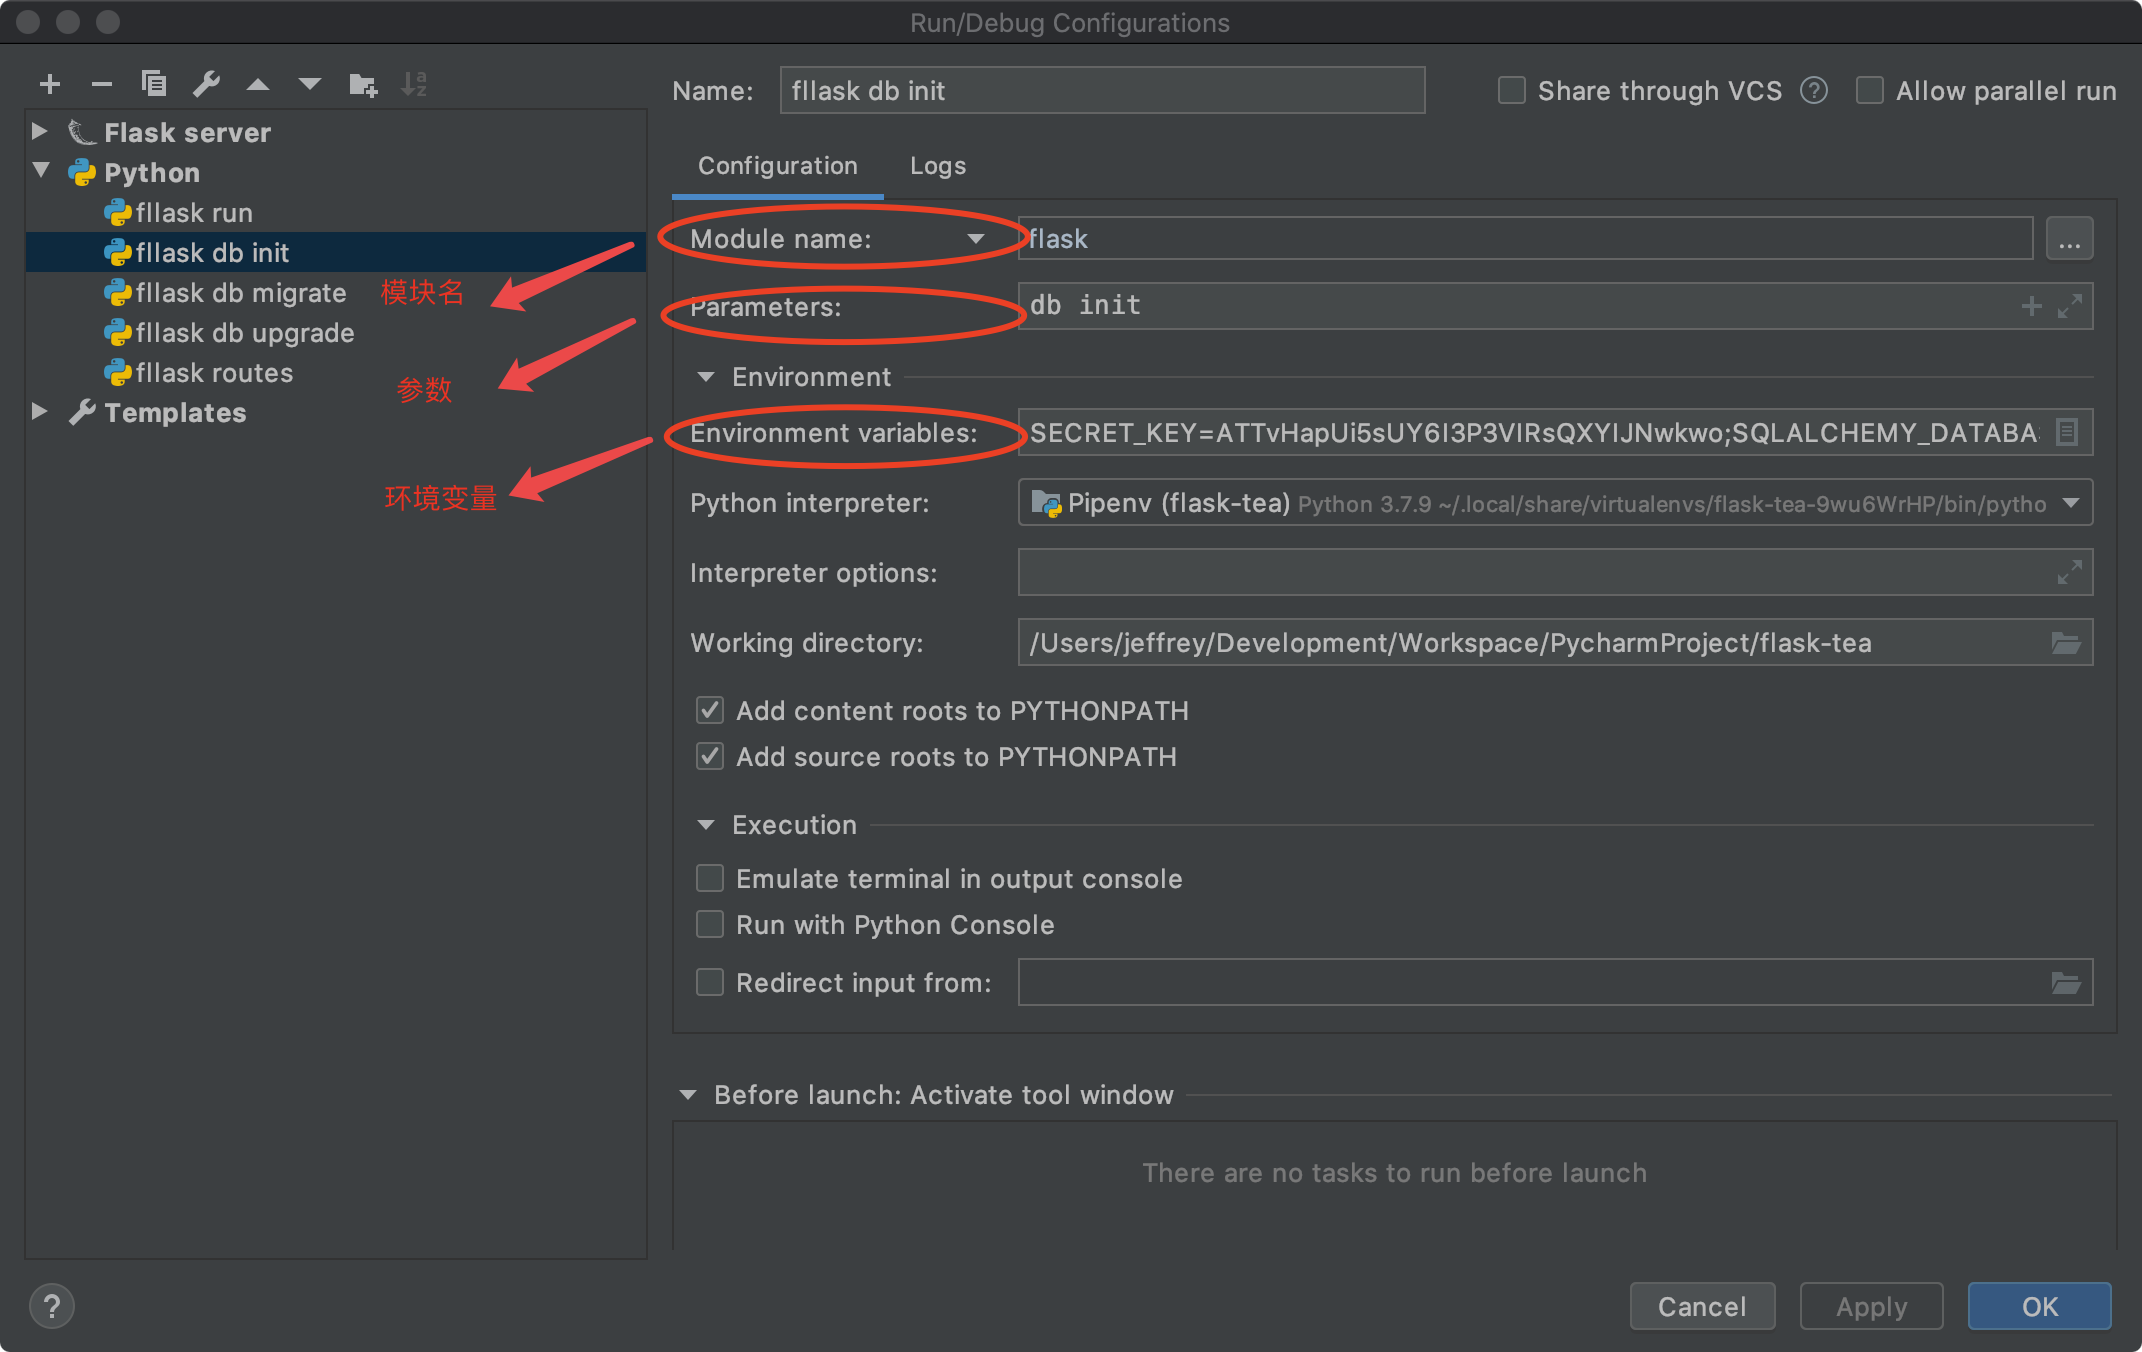 Run/Debug Configurations
Name: fllask db init
Share through VCS ? Allow parallel run
Flask server
Python
fllask run
fllask db init
fllask db migrate
fllask db upgrade
fllask routes
Templates
模块名
参数
环境变量
Configuration Logs
Module name: flask ...
Parameters: db init
Environment
Environment variables: SECRET_KEY=ATTvHapUi5sUY6I3P3VIRsQXYIJNwkwo;SQLALCHEMY_DATABA
Python interpreter: Pipenv (flask-tea) Python 3.7.9 ~/.local/share/virtualenvs/flask-tea-9wu6WrHP/bin/pytho
Interpreter options:
Working directory: /Users/jeffrey/Development/Workspace/PycharmProject/flask-tea
Add content roots to PYTHONPATH
Add source roots to PYTHONPATH
Execution
Emulate terminal in output console
Run with Python Console
Redirect input from:
Before launch: Activate tool window
There are no tasks to run before launch
? Cancel Apply OK